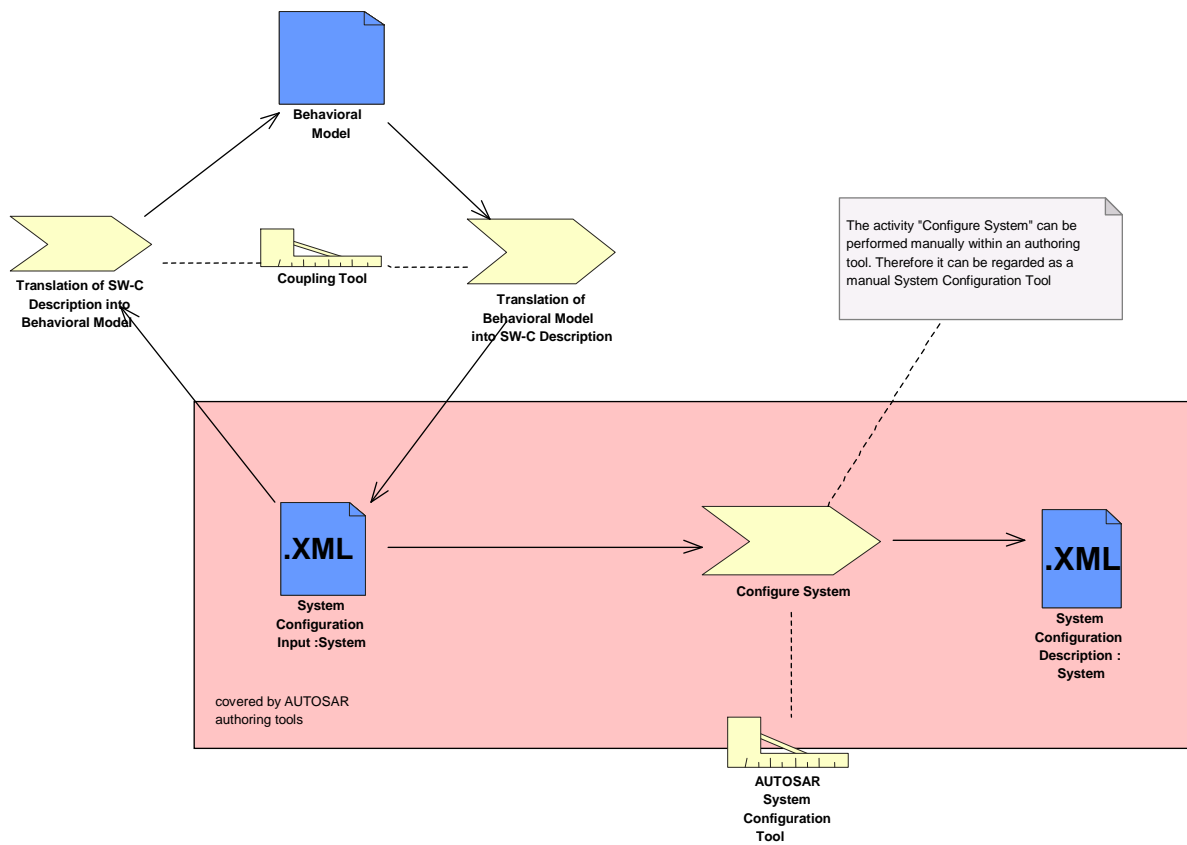 Behavioral
Model
The activity "Configure System" can be
performed manually within an authoring
tool. Therefore it can be regarded as a
manual System Configuration Tool
Translation of SW-C
Description into
Behavioral Model
Coupling Tool
Translation of
Behavioral Model
into SW-C Description
.XML
System
Configuration
Input :System
Configure System
.XML
System
Configuration
Description :
System
covered by AUTOSAR
authoring tools
AUTOSAR
System
Configuration
Tool